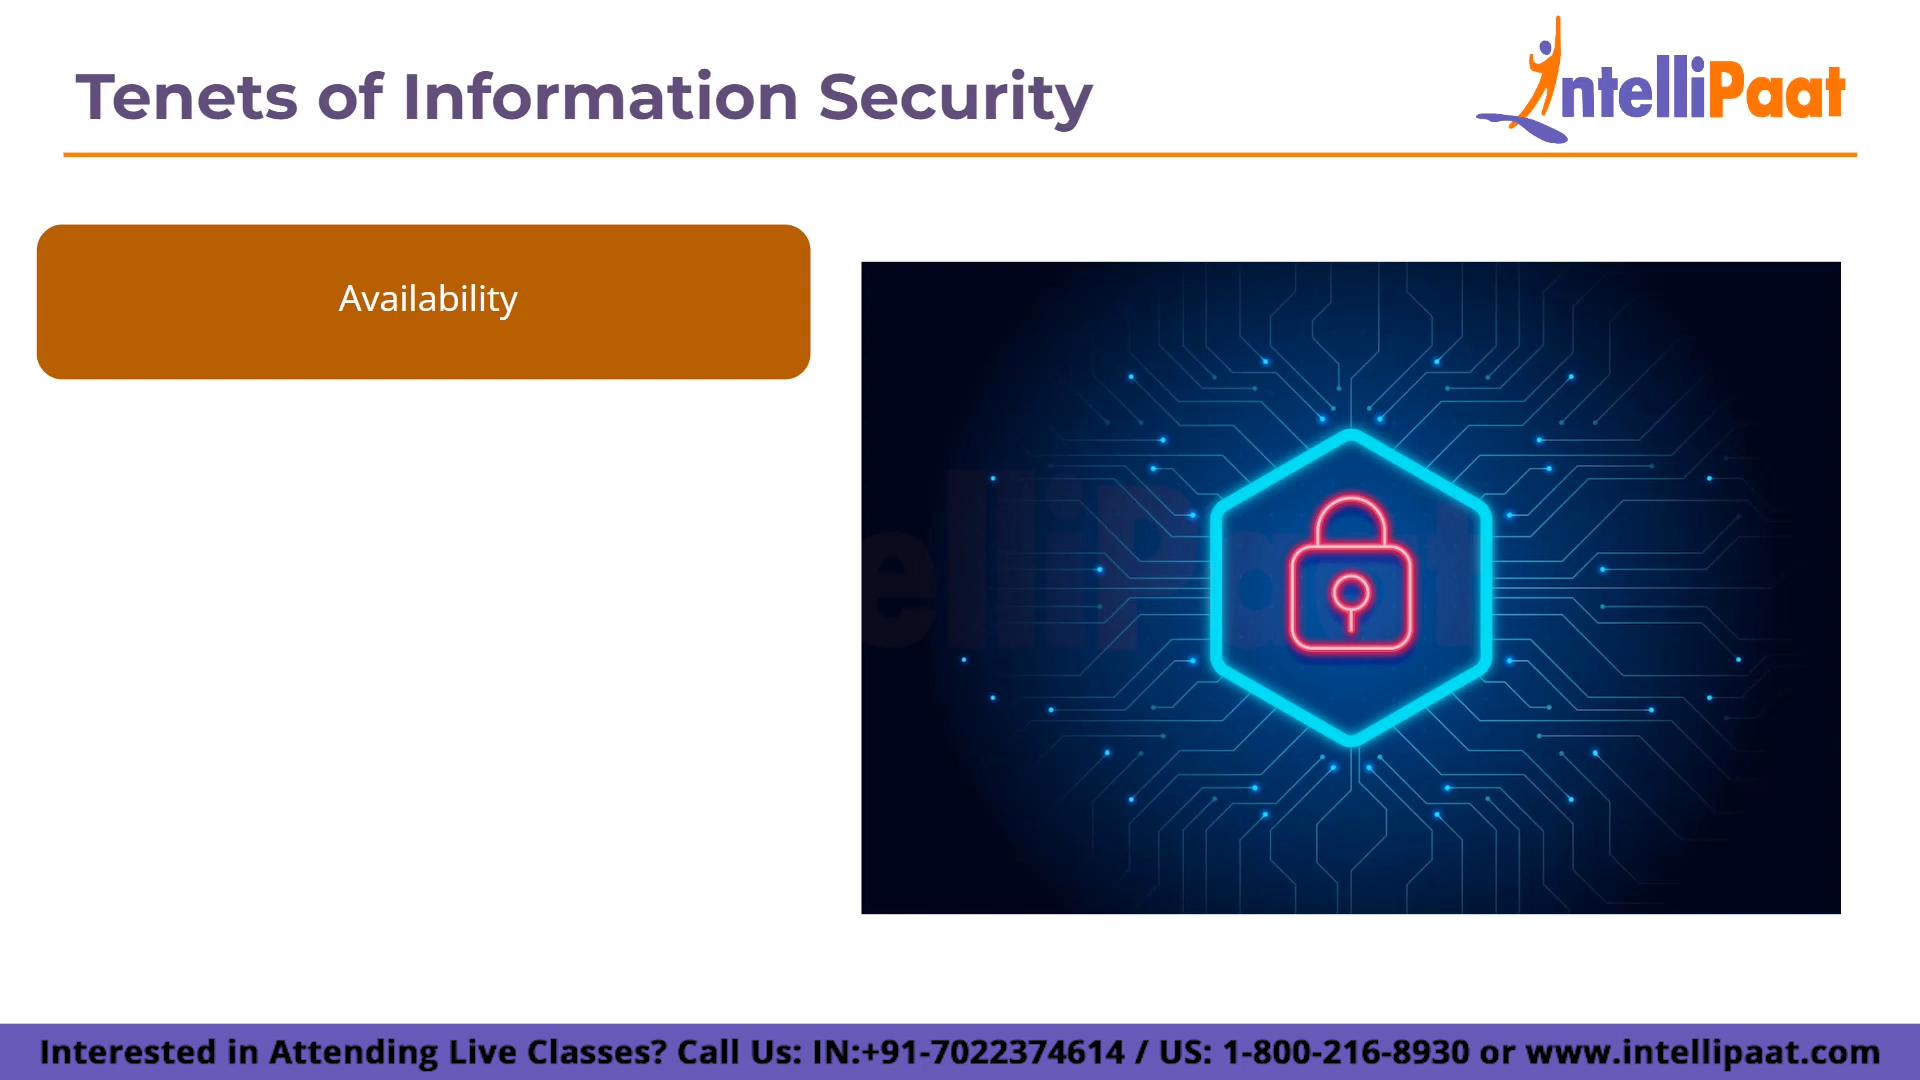 Tenets of Information Security
IntelliPaat
Availability
elliPaat
Interested in Attending Live Classes? Call Us: IN:+91-7022374614 / US: 1-800-216-8930 or www.intellipaat.com